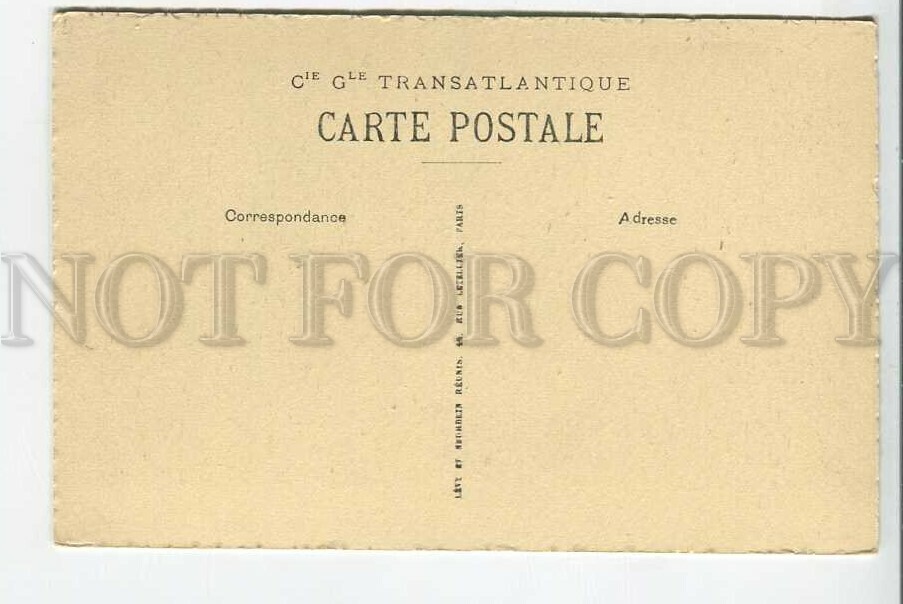 CIE GLE TRANSATLANTIQUE
CARTE POSTALE
Correspondance
Adresse
LÉVY ET NEURDEIN RÉUNIS, 44, RUE LETELLIER, PARIS
NOT FOR COPY